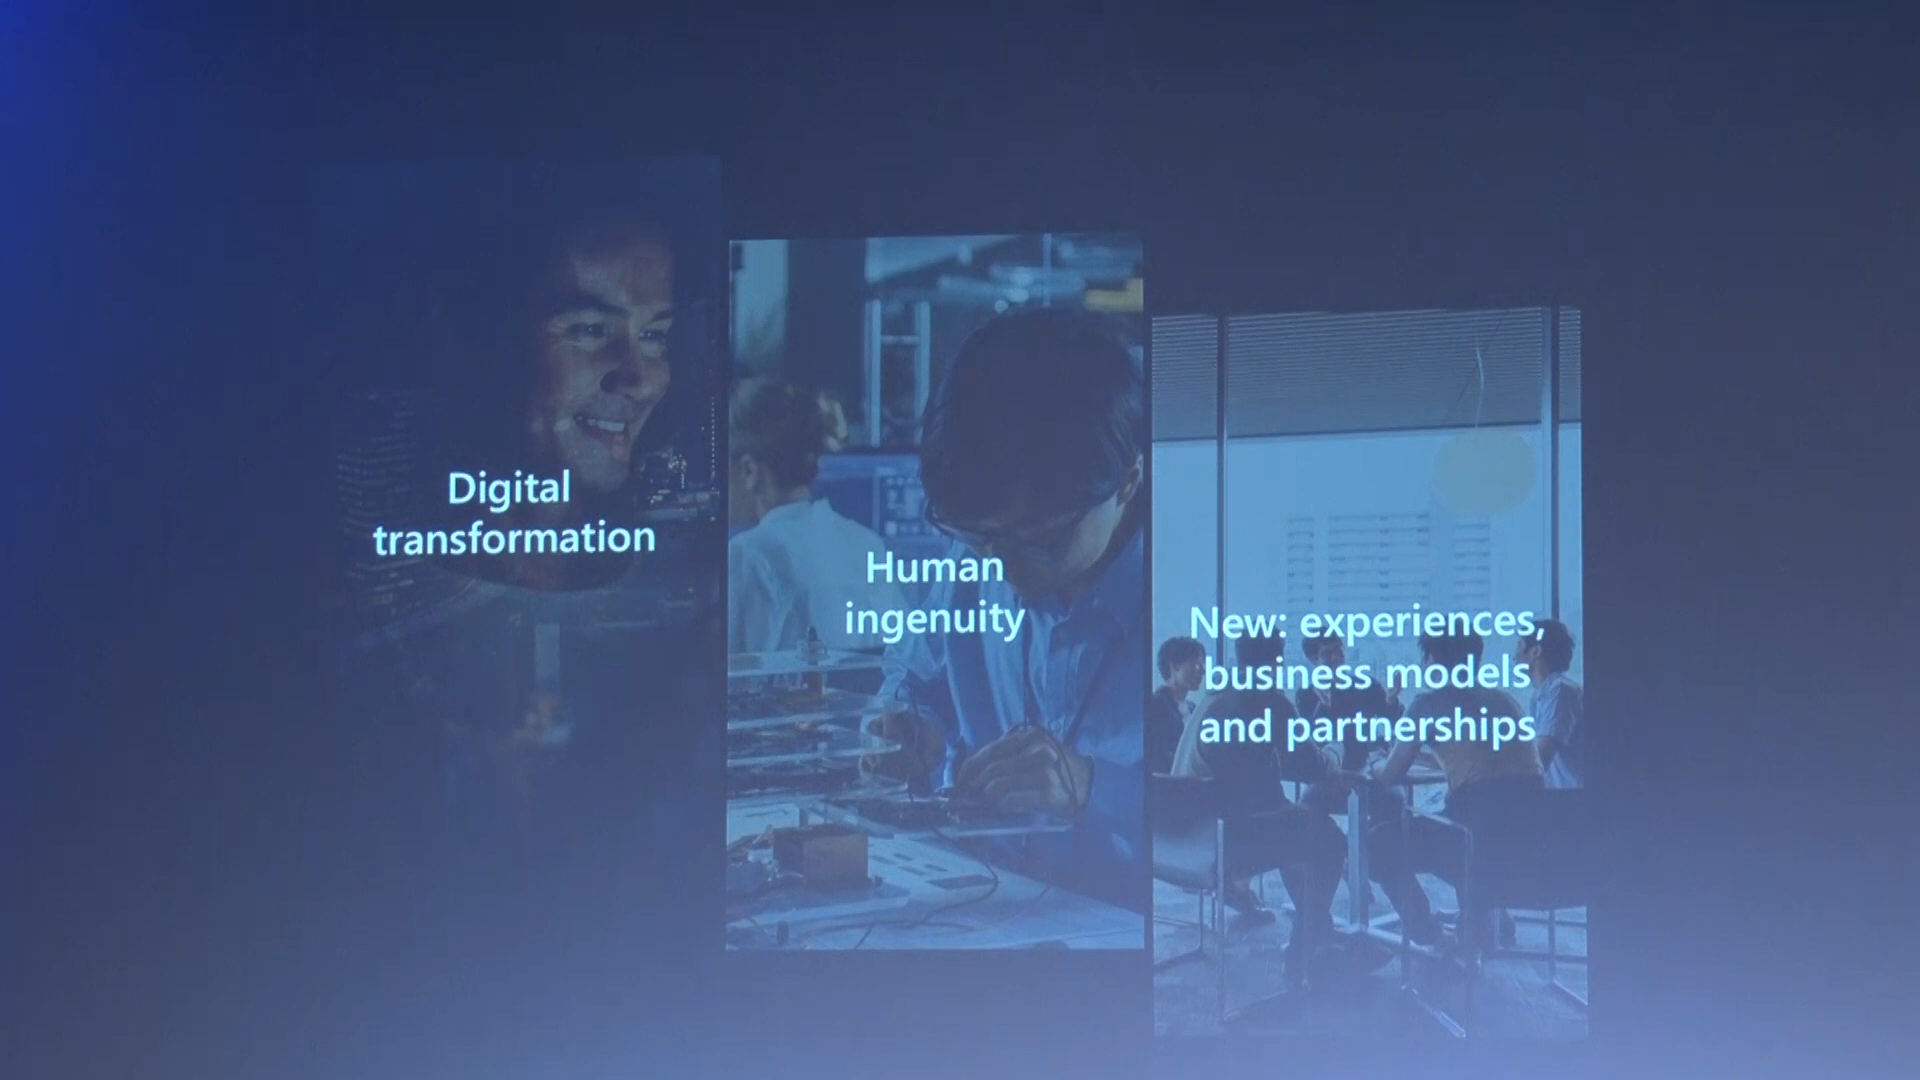 Digital
transformation
Human
ingenuity
New: experiences,
business models
and partnerships